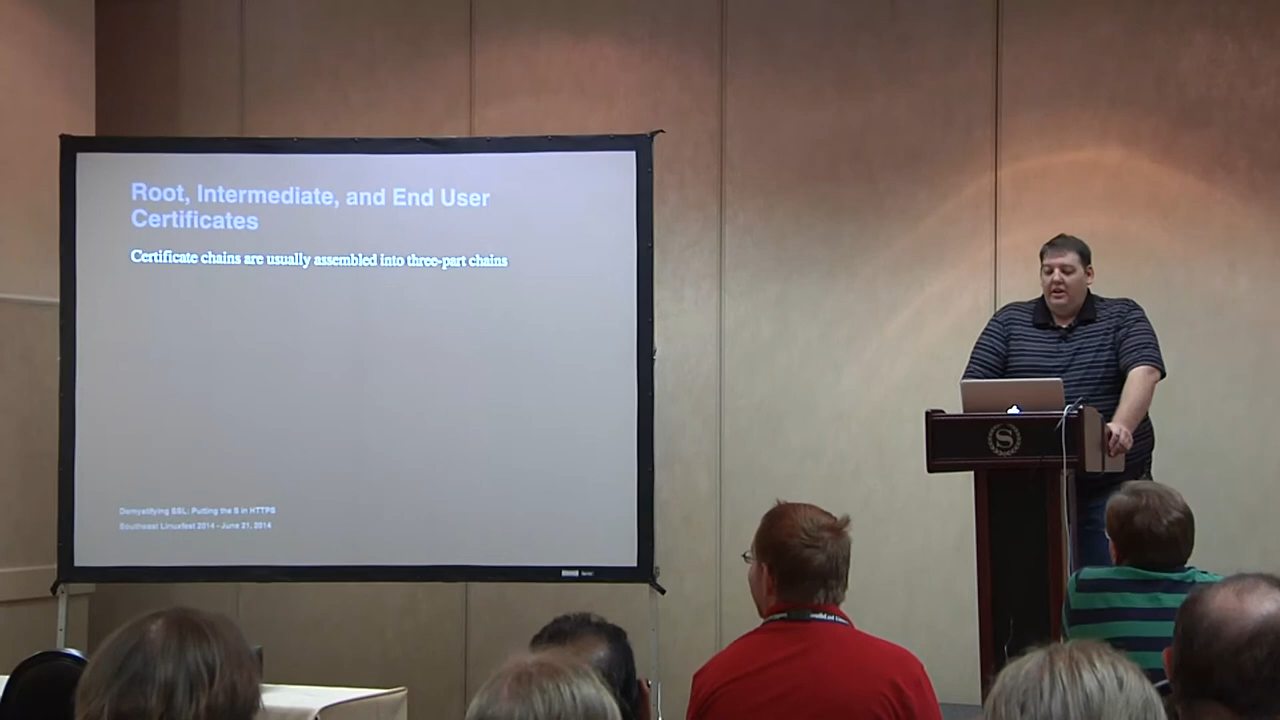 Root, Intermediate, and End User
Certificates
Certificate chains are usually assembled into three-part chains
Demystifying SSL: Putting the S in HTTPS
Southeast Linuxfest 2014 - June 21, 2014
S